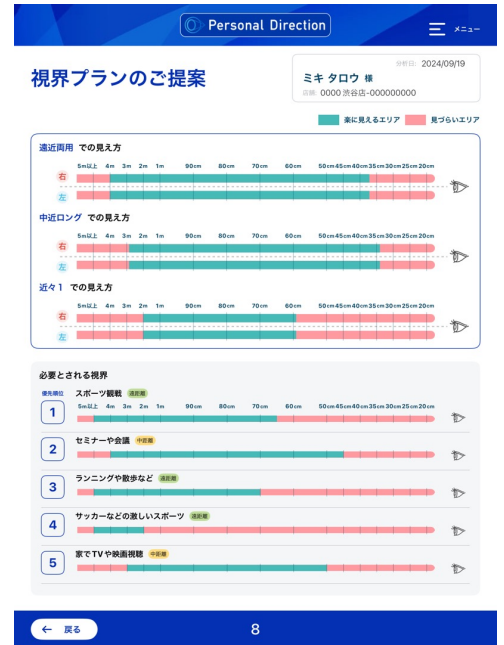 Personal Direction
メニュー
視界プランのご提案
分析日: 2024/09/19
ミキ タロウ 様
店舗: 0000 渋谷店-000000000
楽に見えるエリア 見づらいエリア
遠近両用 での見え方
5m以上 4m 3m 2m 1m 90cm 80cm 70cm 60cm 50cm 45cm 40cm 35cm 30cm 25cm 20cm
右
左
中近ロング での見え方
5m以上 4m 3m 2m 1m 90cm 80cm 70cm 60cm 50cm 45cm 40cm 35cm 30cm 25cm 20cm
右
左
近々1 での見え方
5m以上 4m 3m 2m 1m 90cm 80cm 70cm 60cm 50cm 45cm 40cm 35cm 30cm 25cm 20cm
右
左
必要とされる視界
優先順位
1
スポーツ観戦 遠距離
5m以上 4m 3m 2m 1m 90cm 80cm 70cm 60cm 50cm 45cm 40cm 35cm 30cm 25cm 20cm
2
セミナーや会議 中距離
3
ランニングや散歩など 遠距離
4
サッカーなどの激しいスポーツ 遠距離
5
家でTVや映画視聴 中距離
← 戻る
8